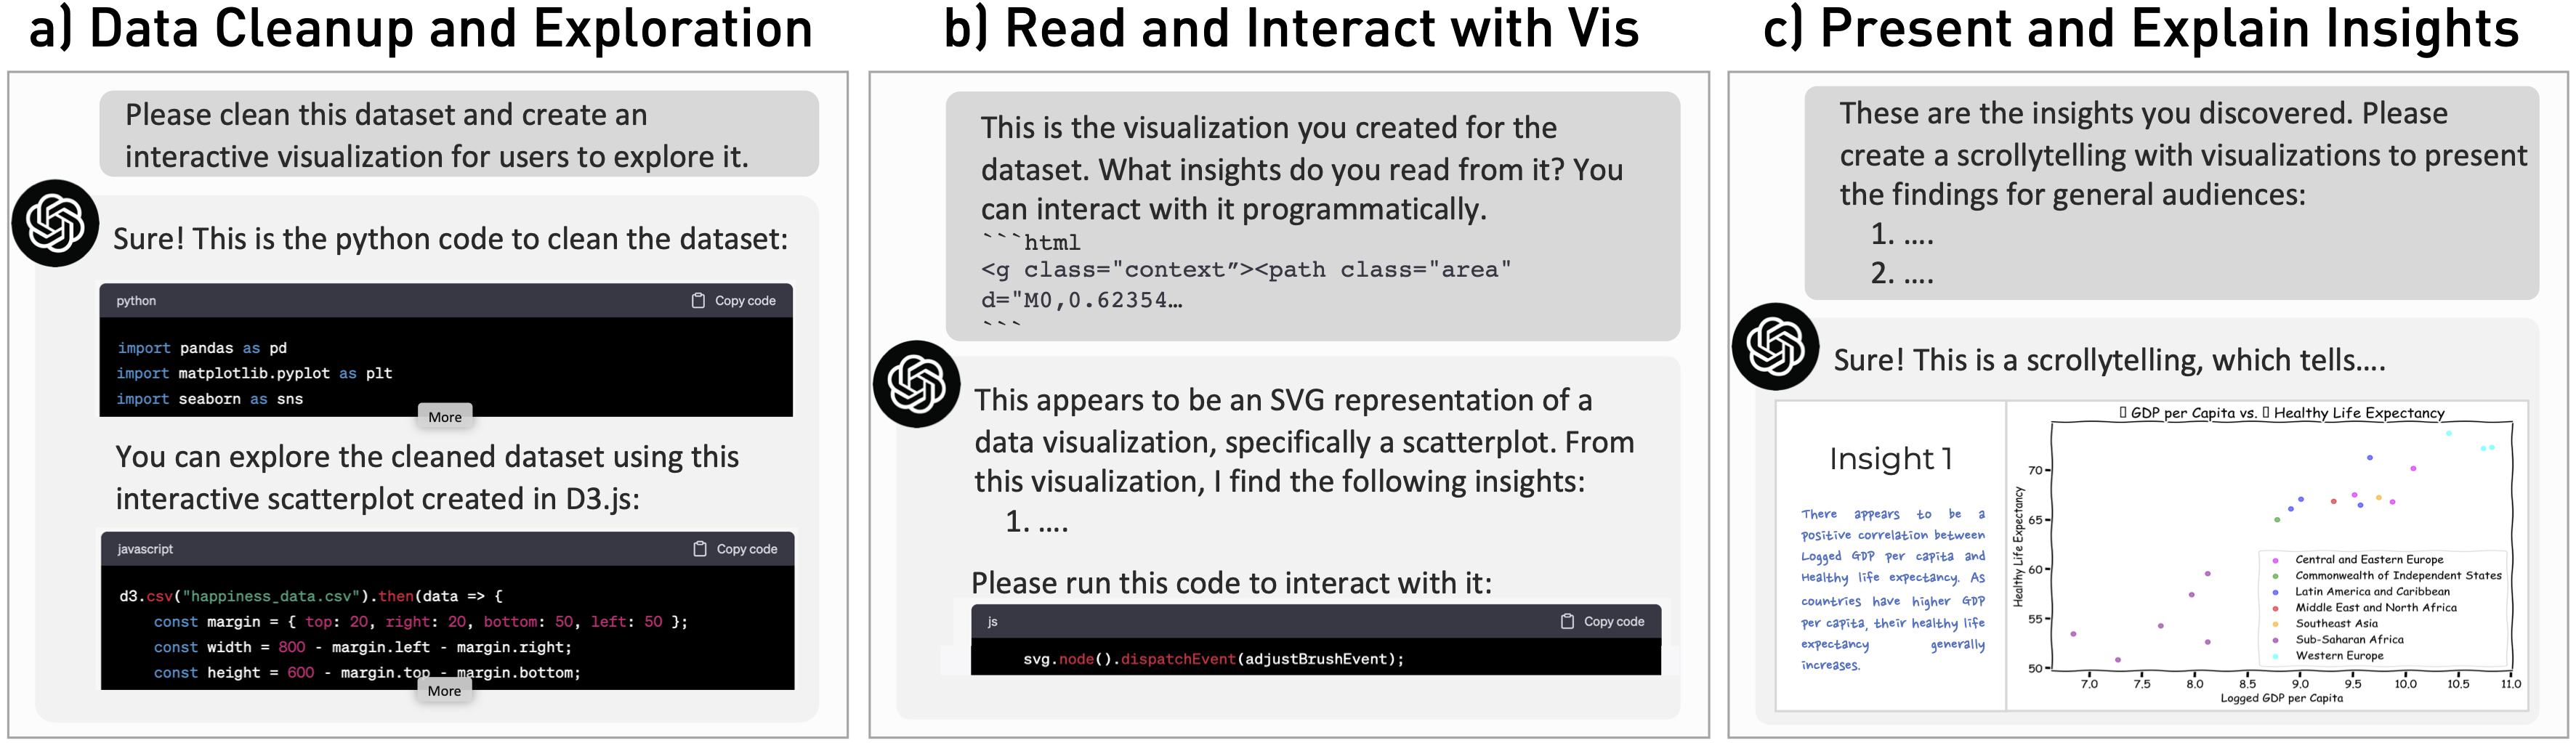 a) Data Cleanup and Exploration
Please clean this dataset and create an
interactive visualization for users to explore it.
Sure! This is the python code to clean the dataset:
python
Copy code
import pandas as pd
import matplotlib.pyplot as plt
import seaborn as sns
More
You can explore the cleaned dataset using this
interactive scatterplot created in D3.js:
javascript
Copy code
d3.csv("happiness_data.csv").then(data => {
const margin = { top: 20, right: 20, bottom: 50, left: 50 };
const width = 800 - margin.left - margin.right;
const height = 600 - margin.top - margin.bottom;
More
b) Read and Interact with Vis
This is the visualization you created for the
dataset. What insights do you read from it? You
can interact with it programmatically.
```html
<g class="context”><path class="area"
d="M0,0.62354…
```
This appears to be an SVG representation of a
data visualization, specifically a scatterplot. From
this visualization, I find the following insights:
1. ....
Please run this code to interact with it:
js
Copy code
svg.node().dispatchEvent(adjustBrushEvent);
c) Present and Explain Insights
These are the insights you discovered. Please
create a scrollytelling with visualizations to present
the findings for general audiences:
1. ....
2. ....
Sure! This is a scrollytelling, which tells....
Insight 1
There appears to be a
positive correlation between
Logged GDP per capita and
Healthy life expectancy. As
countries have higher GDP
per capita, their healthy life
expectancy generally
increases.
▯ GDP per Capita vs. ▯ Healthy Life Expectancy
Healthy Life Expectancy
70
65
60
55
50
Central and Eastern Europe
Commonwealth of Independent States
Latin America and Caribbean
Middle East and North Africa
Southeast Asia
Sub-Saharan Africa
Western Europe
7.0 7.5 8.0 8.5 9.0 9.5 10.0 10.5 11.0
Logged GDP per Capita